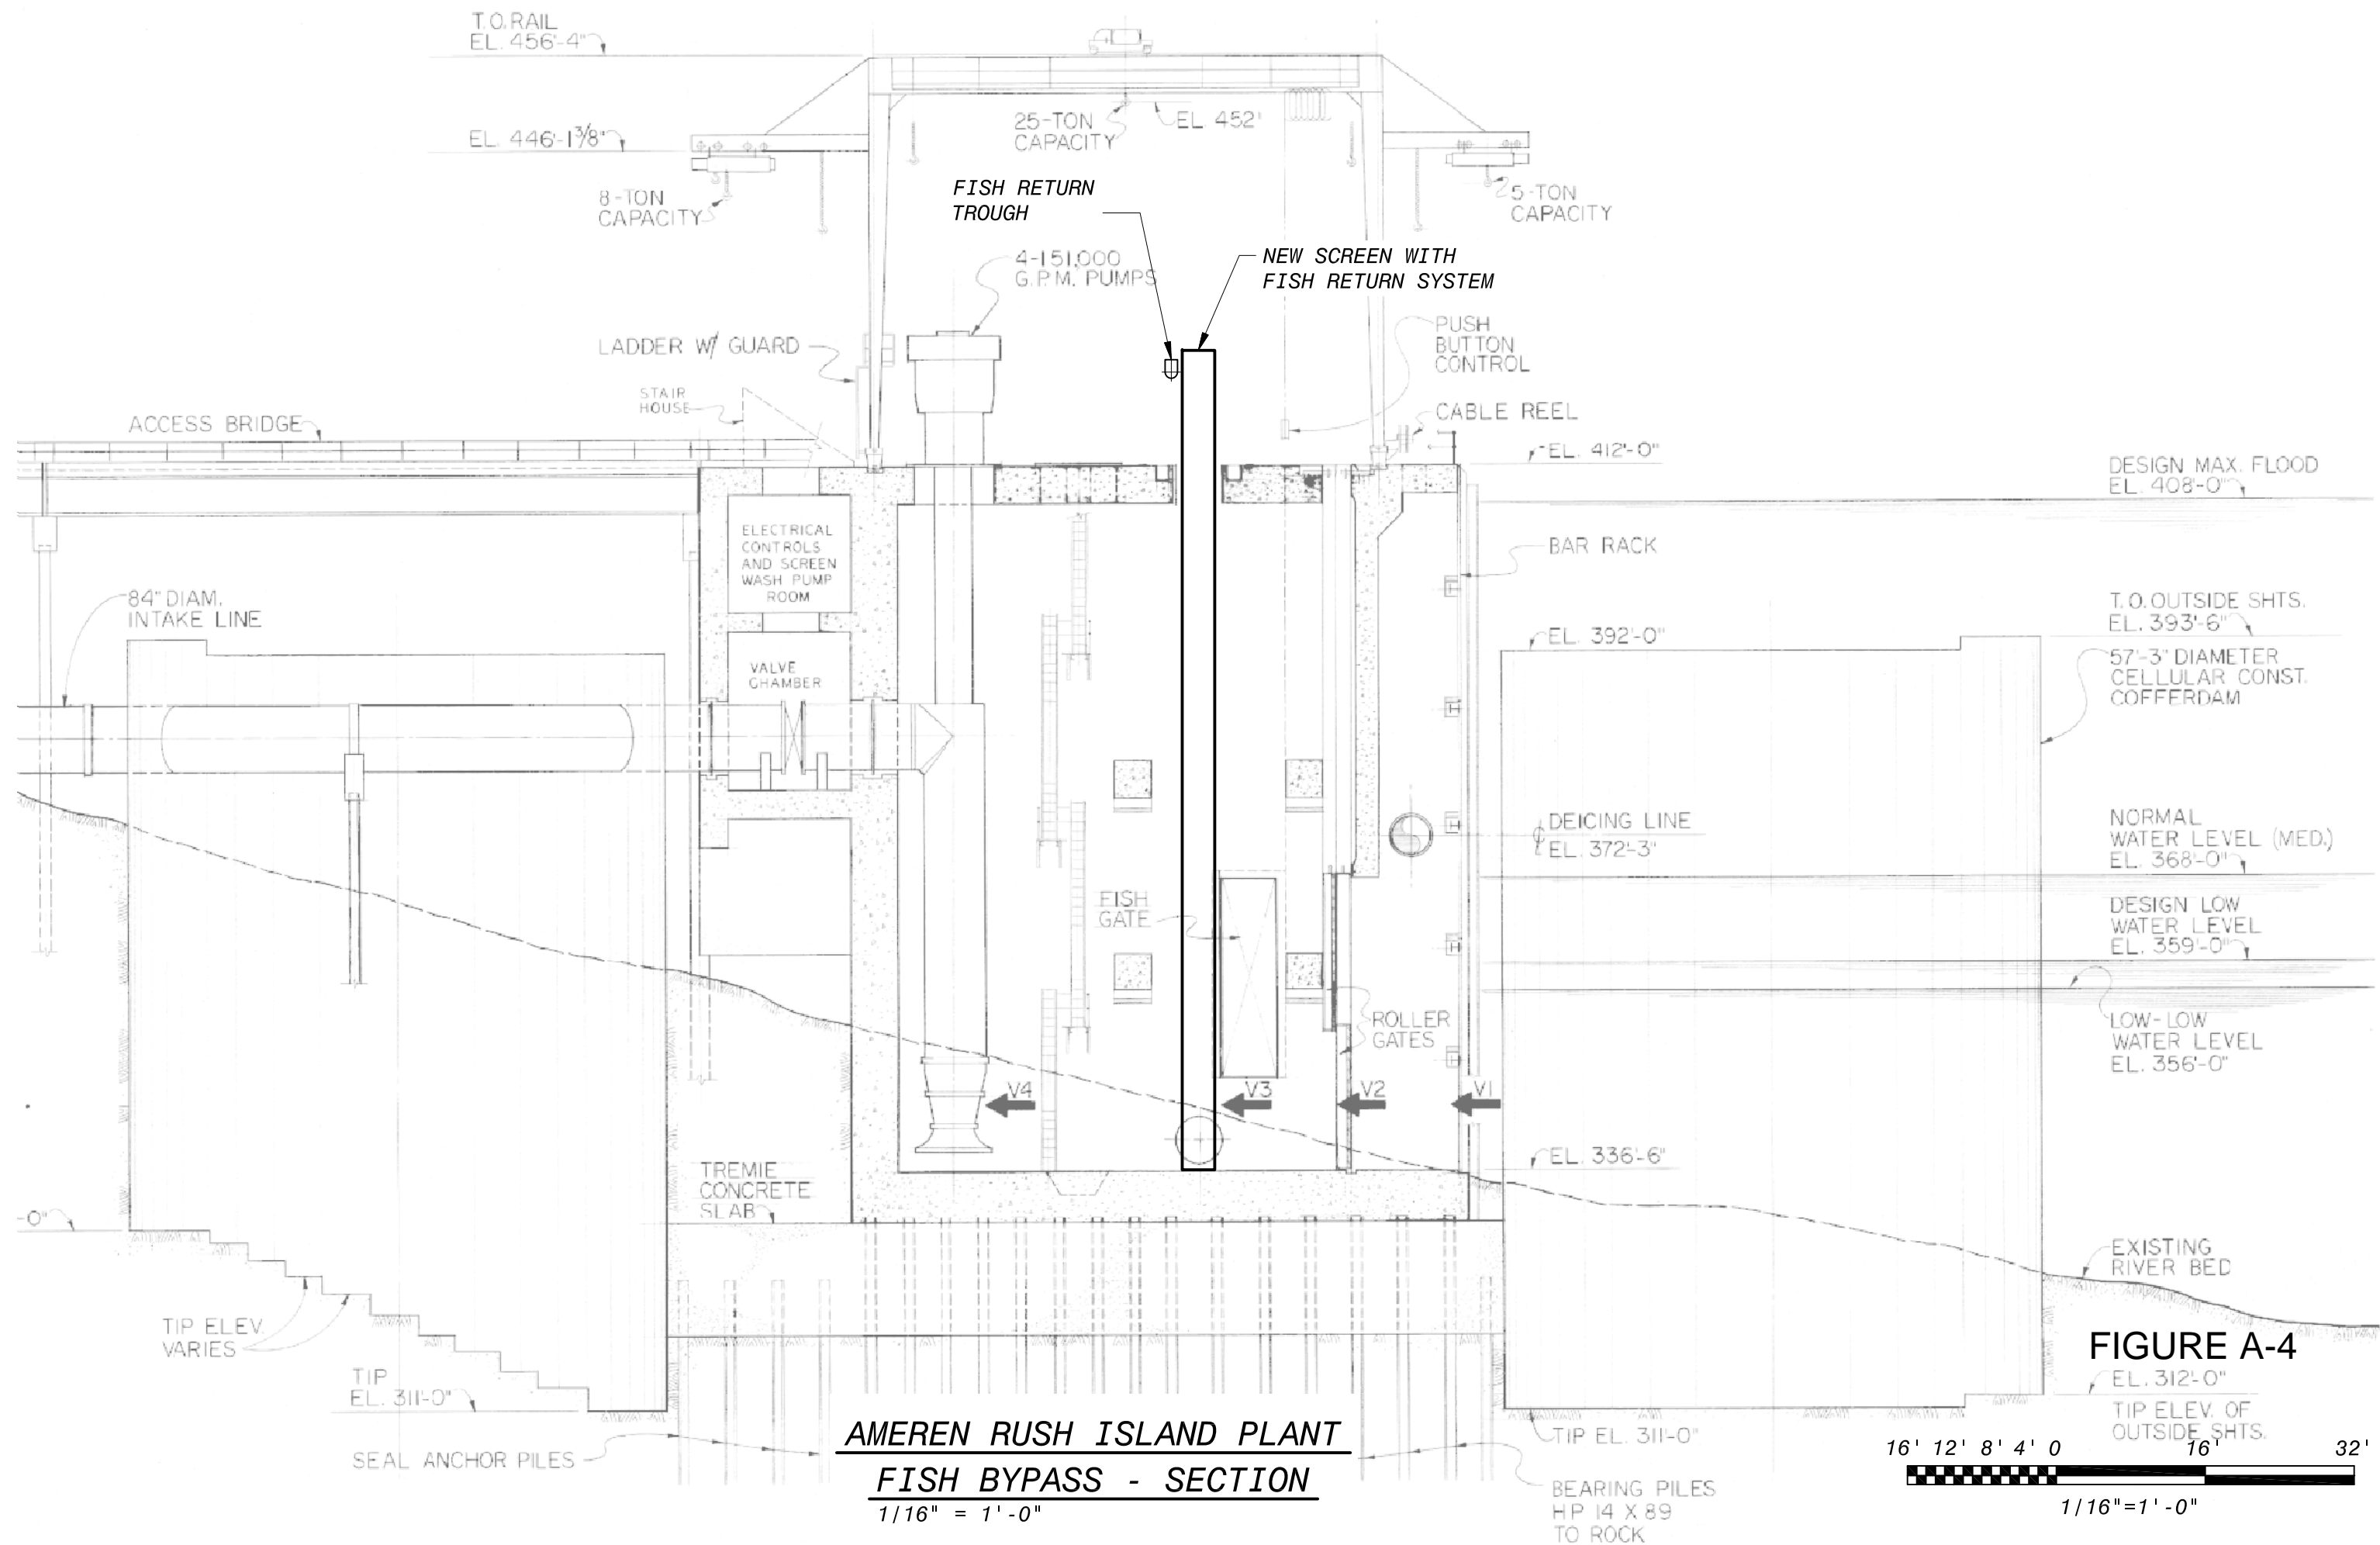 T.O. RAIL
EL. 456'-4"
EL. 446'-1 3/8"
25-TON
CAPACITY
EL. 452'
8-TON
CAPACITY
5-TON
CAPACITY
FISH RETURN
TROUGH
4-151,000
G.P.M. PUMPS
NEW SCREEN WITH
FISH RETURN SYSTEM
LADDER W/ GUARD
PUSH
BUTTON
CONTROL
STAIR
HOUSE
CABLE REEL
ACCESS BRIDGE
EL. 412'-0"
DESIGN MAX. FLOOD
EL. 408'-0"
ELECTRICAL
CONTROLS
AND SCREEN
WASH PUMP
ROOM
BAR RACK
84" DIAM.
INTAKE LINE
T.O. OUTSIDE SHTS.
EL. 393'-6"
EL. 392'-0"
VALVE
CHAMBER
57'-3" DIAMETER
CELLULAR CONST.
COFFERDAM
DEICING LINE
EL. 372'-3"
NORMAL
WATER LEVEL (MED.)
EL. 368'-0"
FISH
GATE
DESIGN LOW
WATER LEVEL
EL. 359'-0"
ROLLER
GATES
LOW-LOW
WATER LEVEL
EL. 356'-0"
V4
V3
V2
V1
EL. 336'-6"
TREMIE
CONCRETE
SLAB
-0"
EXISTING
RIVER BED
TIP ELEV.
VARIES
FIGURE A-4
TIP
EL. 311'-0"
EL. 312'-0"
TIP ELEV. OF
OUTSIDE SHTS.
TIP EL. 311'-0"
SEAL ANCHOR PILES
AMEREN RUSH ISLAND PLANT
FISH BYPASS - SECTION
1/16" = 1'-0"
BEARING PILES
HP 14 X 89
TO ROCK
16' 12' 8' 4' 0 16' 32'
1/16"=1'-0"